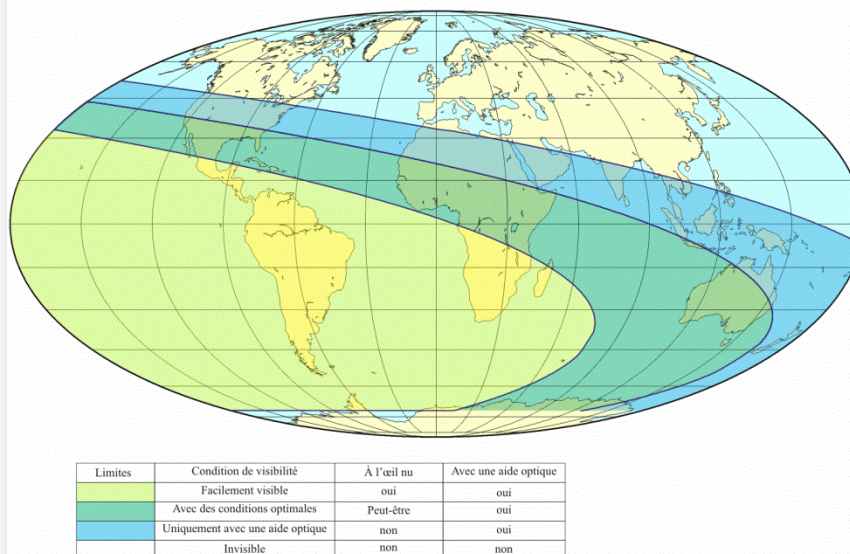 Limites Condition de visibilité À l'œil nu Avec une aide optique
Facilement visible oui oui
Avec des conditions optimales Peut-être oui
Uniquement avec une aide optique non oui
Invisible non non